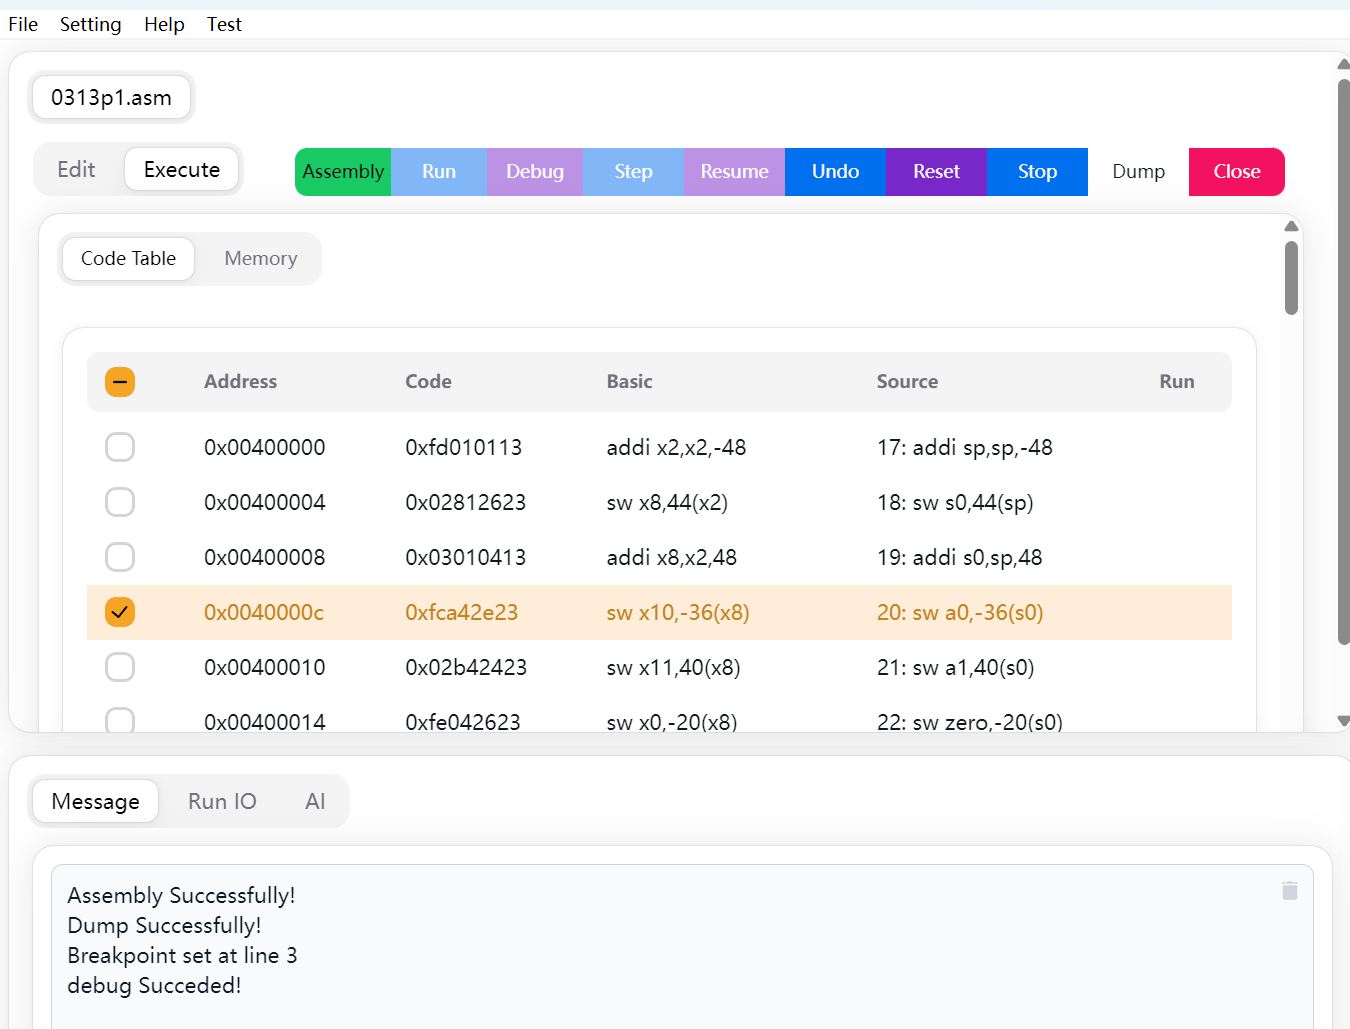 File Setting Help Test
0313p1.asm
Edit Execute Assembly Run Debug Step Resume Undo Reset Stop Dump Close
Code Table Memory
Address Code Basic Source Run
0x00400000 0xfd010113 addi x2,x2,-48 17: addi sp,sp,-48
0x00400004 0x02812623 sw x8,44(x2) 18: sw s0,44(sp)
0x00400008 0x03010413 addi x8,x2,48 19: addi s0,sp,48
0x0040000c 0xfca42e23 sw x10,-36(x8) 20: sw a0,-36(s0)
0x00400010 0x02b42423 sw x11,40(x8) 21: sw a1,40(s0)
0x00400014 0xfe042623 sw x0,-20(x8) 22: sw zero,-20(s0)
Message Run IO AI
Assembly Successfully!
Dump Successfully!
Breakpoint set at line 3
debug Succeded!